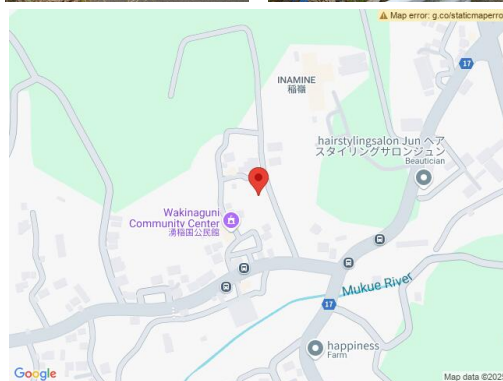 Map error: g.co/staticmaperro
17
INAMINE
稲嶺
hairstylingsalon Jun ヘア
スタイリングサロンジュン
Beautician
Wakinaguni
Community Center
湧稲国公民館
Mukue River
17
happiness
Farm
Google
Map data ©202